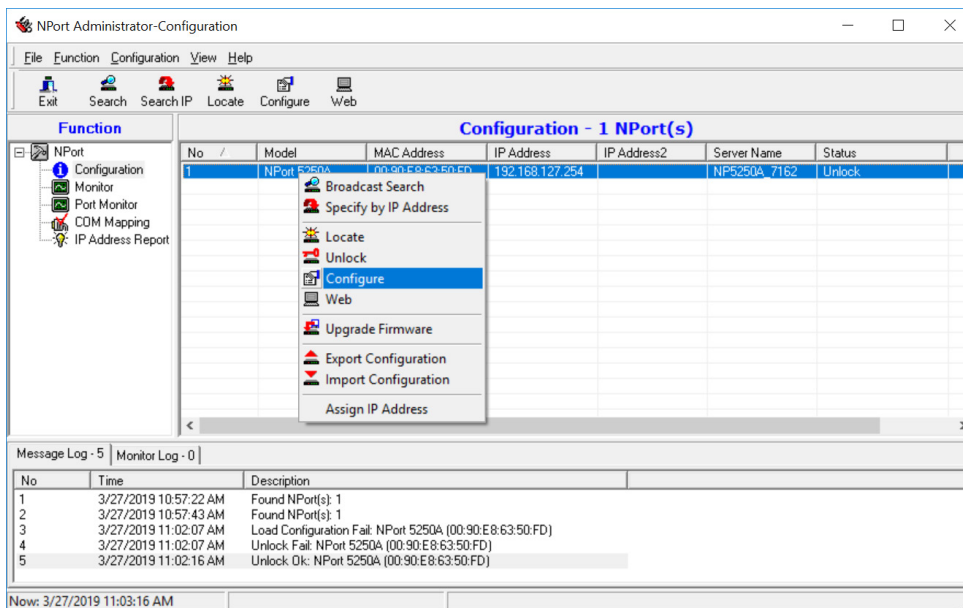 NPort Administrator-Configuration
File Function Configuration View Help
Exit Search Search IP Locate Configure Web
Function
Configuration - 1 NPort(s)
NPort
Configuration
Monitor
Port Monitor
COM Mapping
IP Address Report
No Model MAC Address IP Address IP Address2 Server Name Status
1 NPort 5250A 00:90:E8:63:50:FD 192.168.127.254 NP5250A_7162 Unlock
Broadcast Search
Specify by IP Address
Locate
Unlock
Configure
Web
Upgrade Firmware
Export Configuration
Import Configuration
Assign IP Address
Message Log - 5 Monitor Log - 0
No Time Description
1 3/27/2019 10:57:22 AM Found NPort(s): 1
2 3/27/2019 10:57:43 AM Found NPort(s): 1
3 3/27/2019 11:02:07 AM Load Configuration Fail: NPort 5250A (00:90:E8:63:50:FD)
4 3/27/2019 11:02:07 AM Unlock Fail: NPort 5250A (00:90:E8:63:50:FD)
5 3/27/2019 11:02:16 AM Unlock Ok: NPort 5250A (00:90:E8:63:50:FD)
Now: 3/27/2019 11:03:16 AM